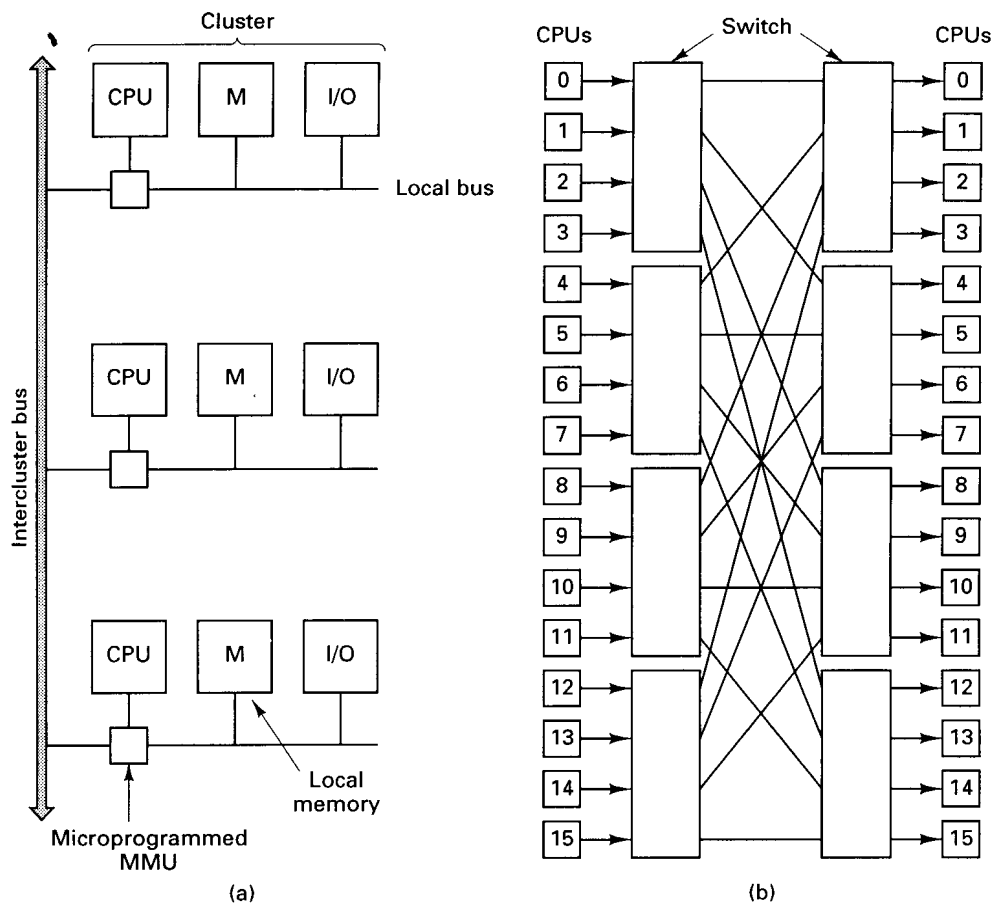 Cluster
CPU M I/O
Local bus
CPU M I/O
Intercluster bus
CPU M I/O
Local
memory
Microprogrammed
MMU
(a)
CPUs Switch CPUs
0 0
1 1
2 2
3 3
4 4
5 5
6 6
7 7
8 8
9 9
10 10
11 11
12 12
13 13
14 14
15 15
(b)